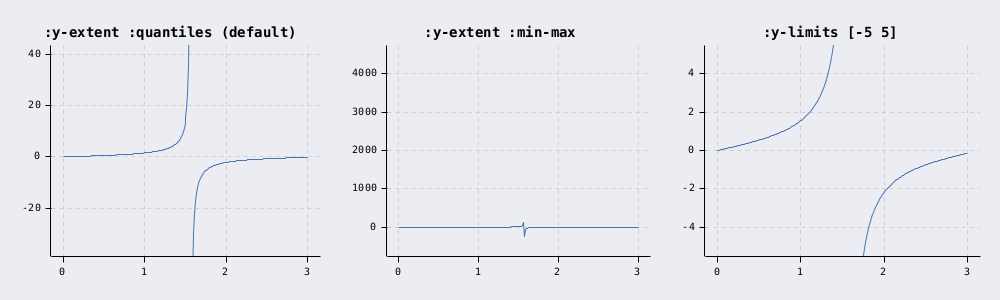 :y-extent :quantiles (default)
40
20
0
-20
0 1 2 3
:y-extent :min-max
4000
3000
2000
1000
0
0 1 2 3
:y-limits [-5 5]
4
2
0
-2
-4
0 1 2 3